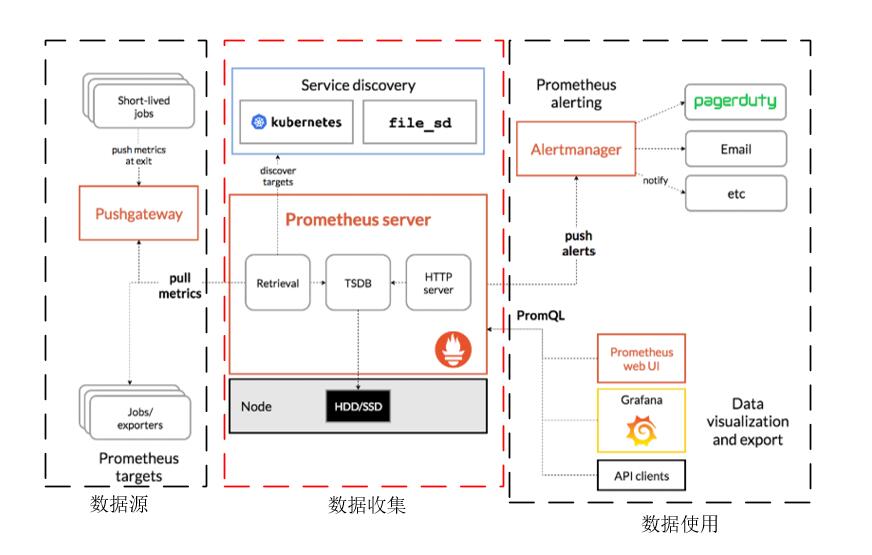 Short-lived
jobs
push metrics
at exit
Pushgateway
pull
metrics
Jobs/
exporters
Prometheus
targets
数据源
Service discovery
kubernetes
file_sd
discover
targets
Prometheus server
Retrieval
TSDB
HTTP
server
Node
HDD/SSD
数据收集
Prometheus
alerting
Alertmanager
pagerduty
Email
notify
etc
push
alerts
PromQL
Prometheus
web UI
Grafana
API clients
Data
visualization
and export
数据使用